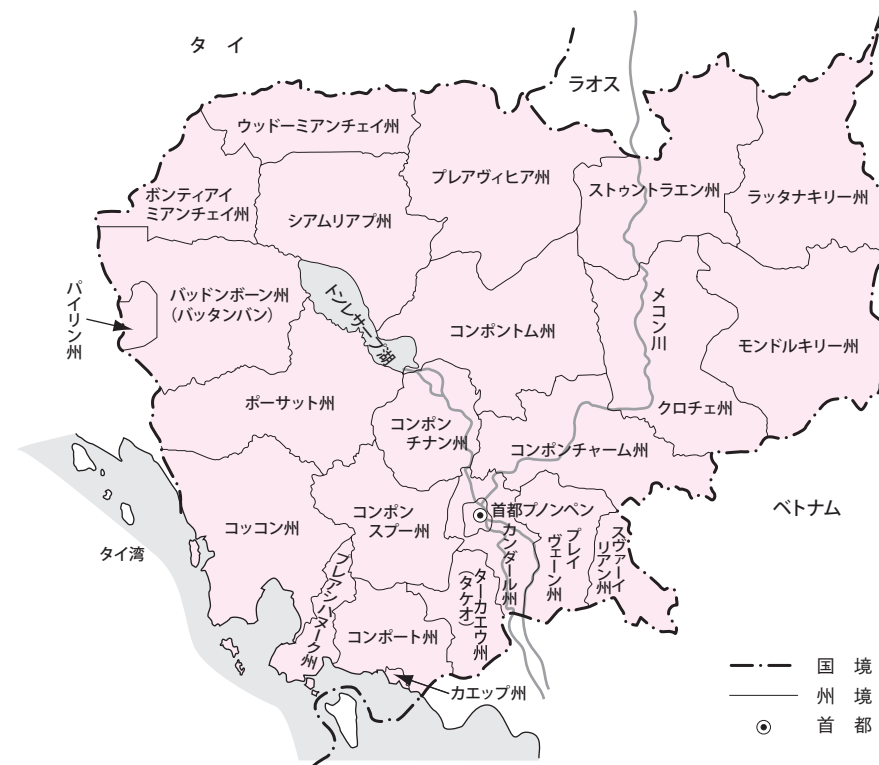 タイ
ラオス
ウッドーミアンチェイ州
プレアヴィヒア州
ストゥントラエン州
ラッタナキリー州
ボンティアイ
ミアンチェイ州
シアムリアプ州
パイリン州
バッドンボーン州
(バッタンバン)
トンレサープ湖
コンポントム州
メコン川
モンドルキリー州
ポーサット州
コンポン
チナン州
クロチェ州
コンポンチャーム州
コッコン州
コンポン
スプー州
首都プノンペン
カンダール州
プレイ
ヴェーン州
スヴァーイ
リアン州
ベトナム
タイ湾
プレアシハヌーク州
コンポート州
ターカエウ州
(タケオ)
カエップ州
国境
州境
首都